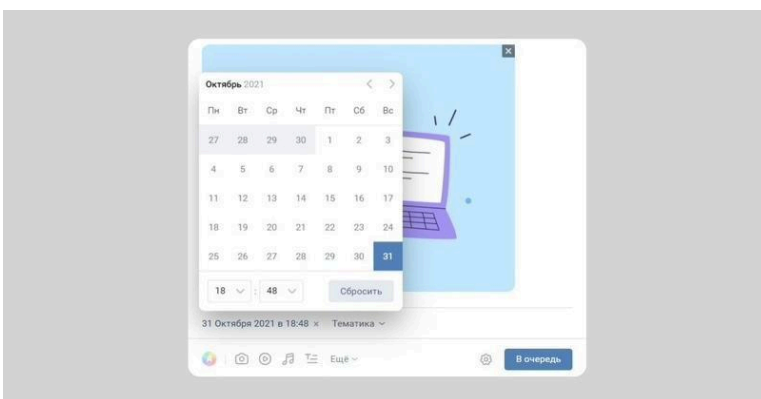 Октябрь 2021
Пн Вт Ср Чт Пт Сб Вс
27 28 29 30 1 2 3
4 5 6 7 8 9 10
11 12 13 14 15 16 17
18 19 20 21 22 23 24
25 26 27 28 29 30 31
18 : 48 Сбросить
31 Октября 2021 в 18:48 × Тематика
Ещё В очередь